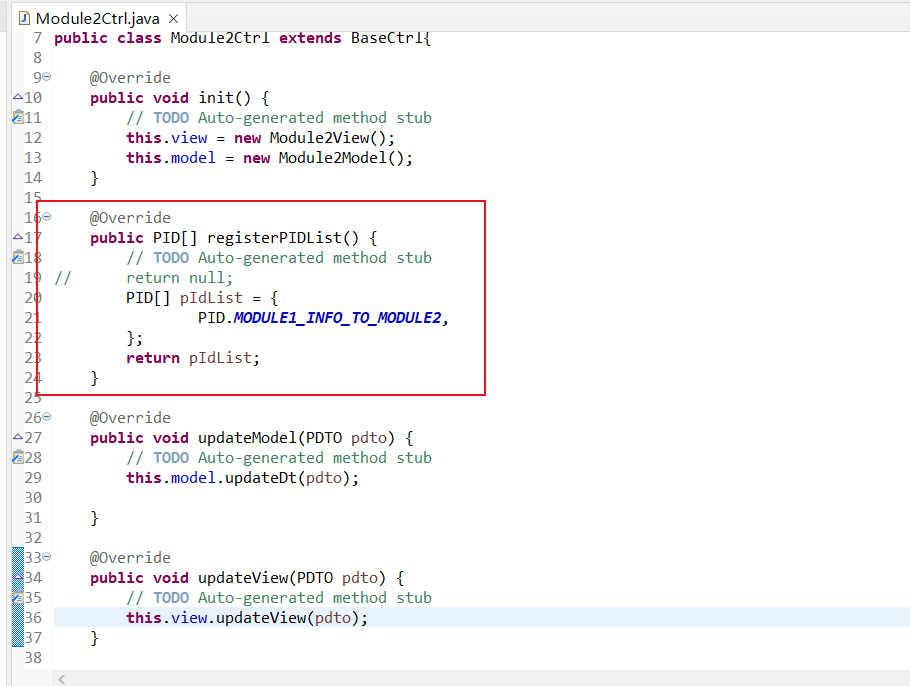 Module2Ctrl.java
7 public class Module2Ctrl extends BaseCtrl{
8
9 @Override
10 public void init() {
11 // TODO Auto-generated method stub
12 this.view = new Module2View();
13 this.model = new Module2Model();
14 }
15
16 @Override
17 public PID[] registerPIDList() {
18 // TODO Auto-generated method stub
19 // return null;
20 PID[] pIdList = {
21 PID.MODULE1_INFO_TO_MODULE2,
22 };
23 return pIdList;
24 }
25
26 @Override
27 public void updateModel(PDTO pdto) {
28 // TODO Auto-generated method stub
29 this.model.updateDt(pdto);
30
31 }
32
33 @Override
34 public void updateView(PDTO pdto) {
35 // TODO Auto-generated method stub
36 this.view.updateView(pdto);
37 }
38